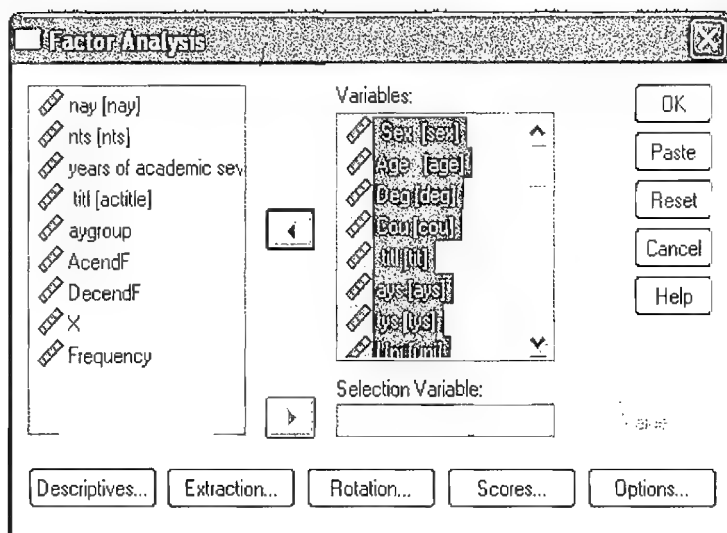 Factor Analysis
nay [nay]
nts [nts]
years of academic sev
titl [actitle]
aygroup
AcendF
DecendF
X
Frequency
Variables:
Sex [sex]
Age [age]
Deg [deg]
Cou [cou]
titl [tit]
ays [ays]
tys [tys]
Selection Variable:
OK
Paste
Reset
Cancel
Help
Descriptives...
Extraction...
Rotation...
Scores...
Options...